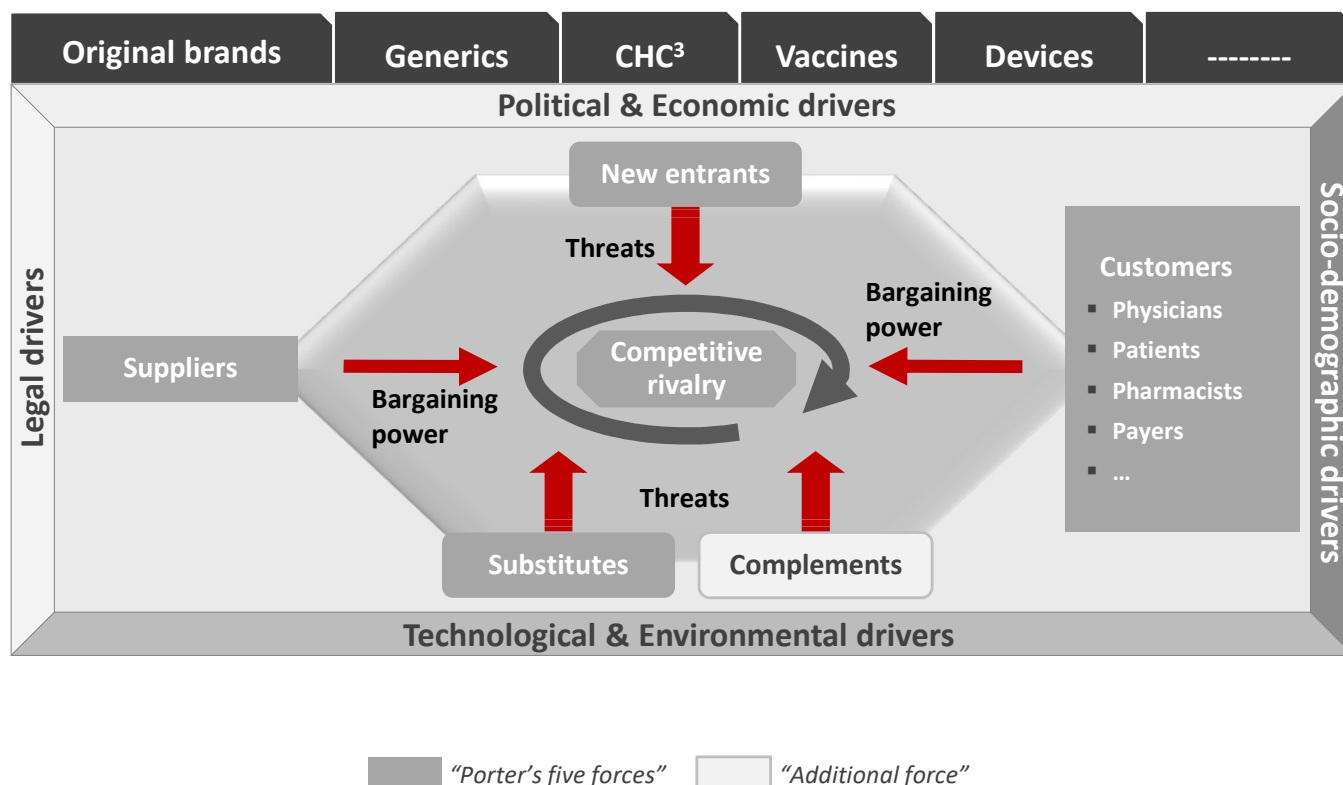 Original brands
Generics
CHC³
Vaccines
Devices
--------
Political & Economic drivers
Legal drivers
Socio-demographic drivers
New entrants
Threats
Suppliers
Bargaining
power
Competitive
rivalry
Bargaining
power
Customers
▪ Physicians
▪ Patients
▪ Pharmacists
▪ Payers
▪ ...
Threats
Substitutes
Complements
Technological & Environmental drivers
“Porter’s five forces”
“Additional force”